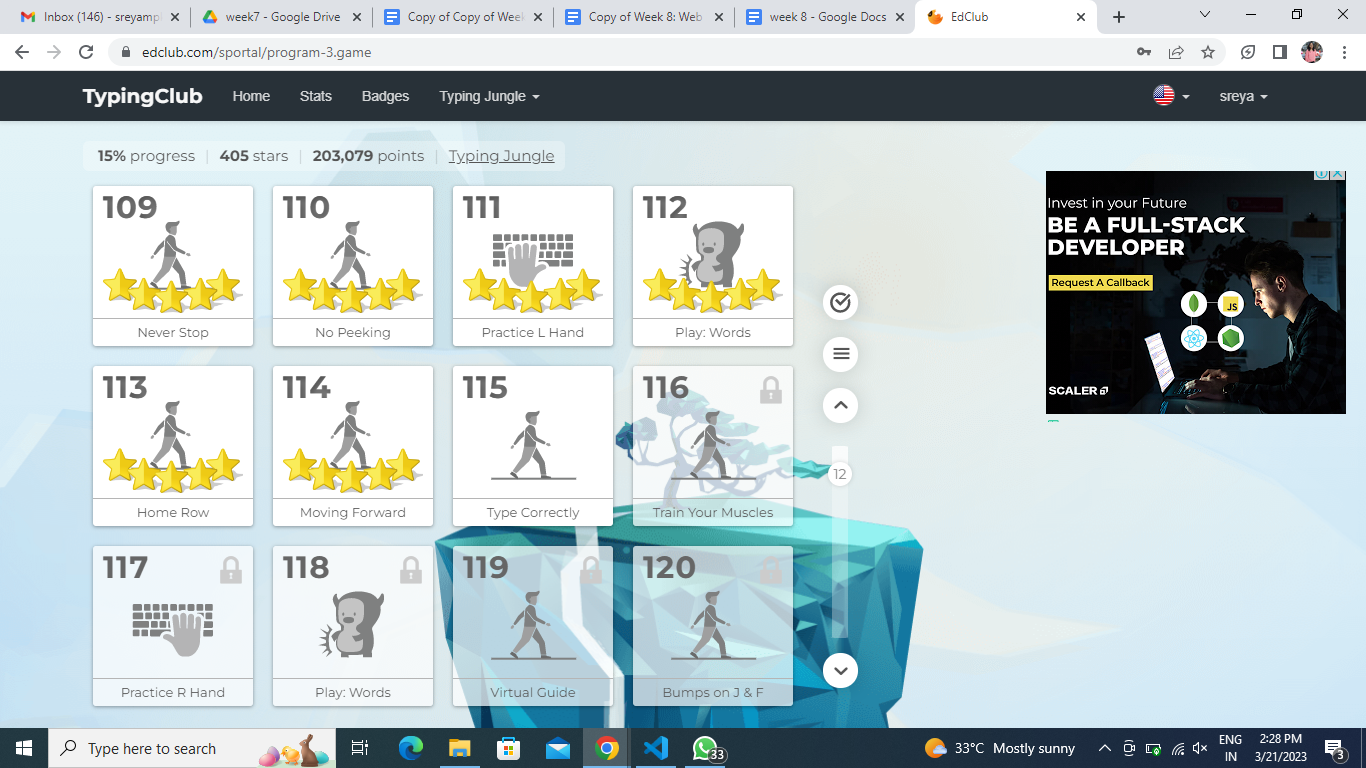 Inbox (146) - sreyamp
week7 - Google Drive
Copy of Copy of Week
Copy of Week 8: Web
week 8 - Google Docs
EdClub
edclub.com/sportal/program-3.game
TypingClub Home Stats Badges Typing Jungle sreya
15% progress | 405 stars | 203,079 points | Typing Jungle
109 110 111 112
Never Stop No Peeking Practice L Hand Play: Words
113 114 115 116
Home Row Moving Forward Type Correctly Train Your Muscles
117 118 119 120
Practice R Hand Play: Words Virtual Guide Bumps on J & F
12
Invest in your Future
BE A FULL-STACK
DEVELOPER
Request A Callback
JS
SCALER
Type here to search
33
33°C Mostly sunny
ENG
IN
2:28 PM
3/21/2023
3